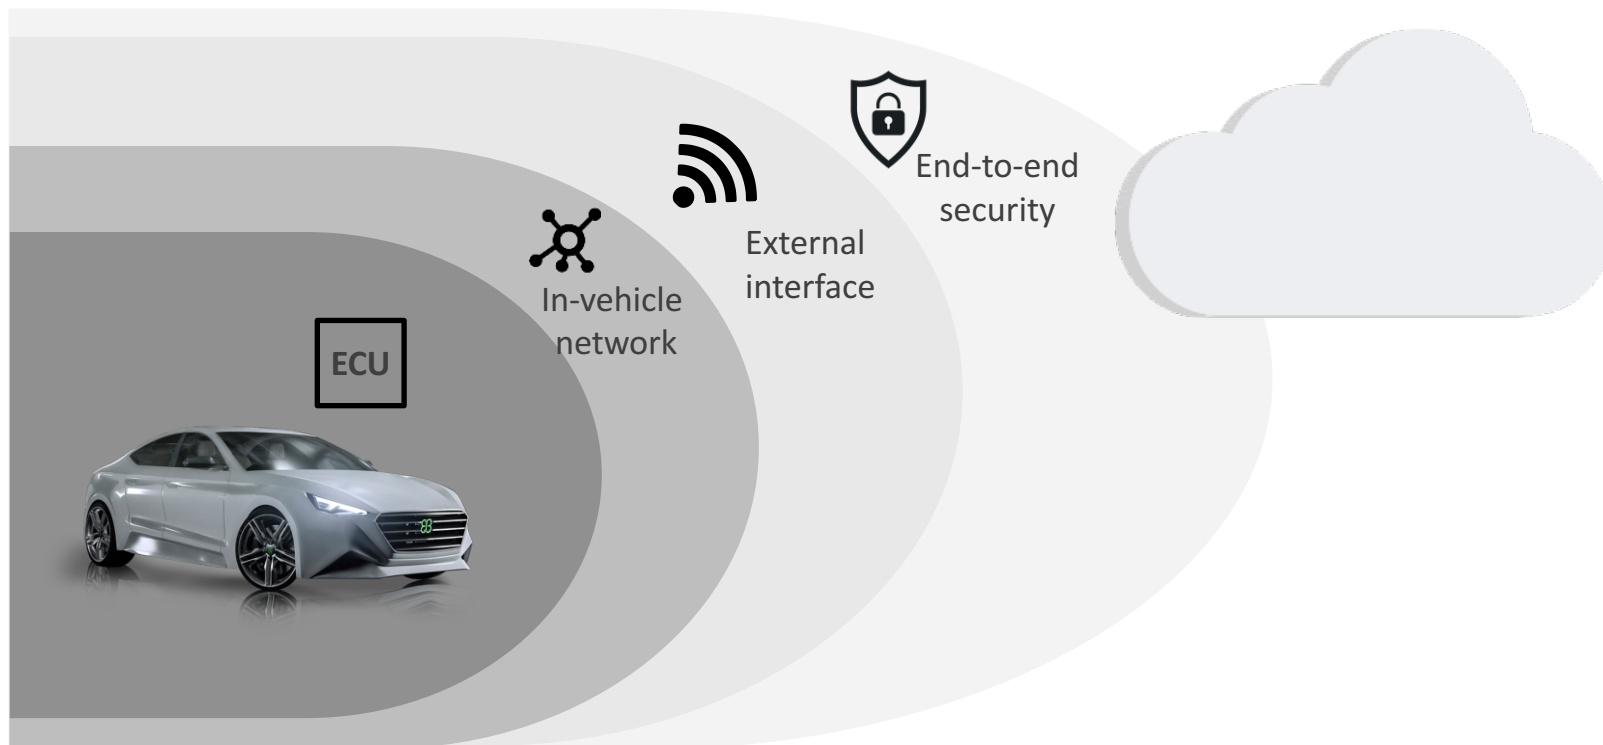 End-to-end
security
External
interface
In-vehicle
network
ECU